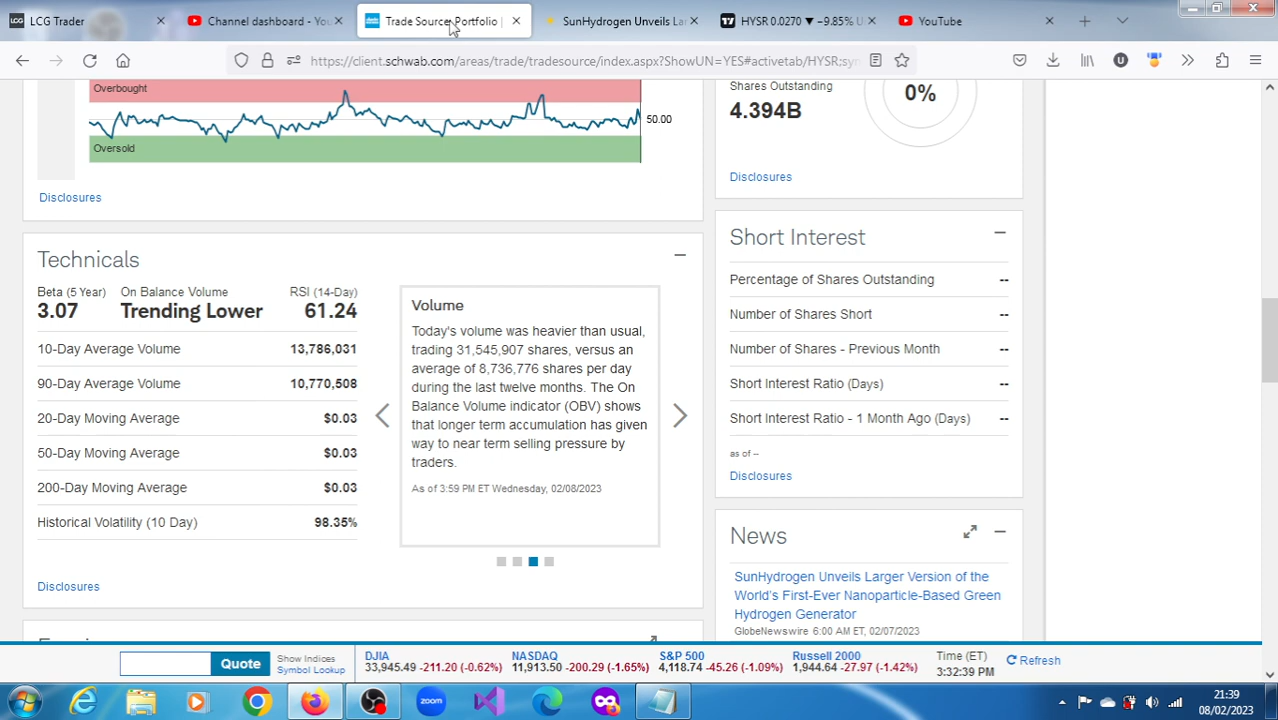 LCG Trader
Channel dashboard - You
Trade Source: Portfolio |
SunHydrogen Unveils Lar
HYSR 0.0270 ▼ −9.85% U
YouTube
https://client.schwab.com/areas/trade/tradesource/index.aspx?ShowUN=YES#activetab/HYSR;syn
Overbought
50.00
Oversold
Disclosures
Shares Outstanding
4.394B
0%
Disclosures
Technicals
Beta (5 Year)
3.07
On Balance Volume
Trending Lower
RSI (14-Day)
61.24
10-Day Average Volume 13,786,031
90-Day Average Volume 10,770,508
20-Day Moving Average $0.03
50-Day Moving Average $0.03
200-Day Moving Average $0.03
Historical Volatility (10 Day) 98.35%
Disclosures
Volume
Today's volume was heavier than usual,
trading 31,545,907 shares, versus an
average of 8,736,776 shares per day
during the last twelve months. The On
Balance Volume indicator (OBV) shows
that longer term accumulation has given
way to near term selling pressure by
traders.
As of 3:59 PM ET Wednesday, 02/08/2023
Short Interest
Percentage of Shares Outstanding --
Number of Shares Short --
Number of Shares - Previous Month --
Short Interest Ratio (Days) --
Short Interest Ratio - 1 Month Ago (Days) --
as of --
Disclosures
News
SunHydrogen Unveils Larger Version of the
World's First-Ever Nanoparticle-Based Green
Hydrogen Generator
GlobeNewswire 6:00 AM ET, 02/07/2023
Quote
Show Indices
Symbol Lookup
DJIA
33,945.49 -211.20 (-0.62%)
NASDAQ
11,913.50 -200.29 (-1.65%)
S&P 500
4,118.74 -45.26 (-1.09%)
Russell 2000
1,944.64 -27.97 (-1.42%)
Time (ET)
3:32:39 PM
Refresh
zoom
21:39
08/02/2023